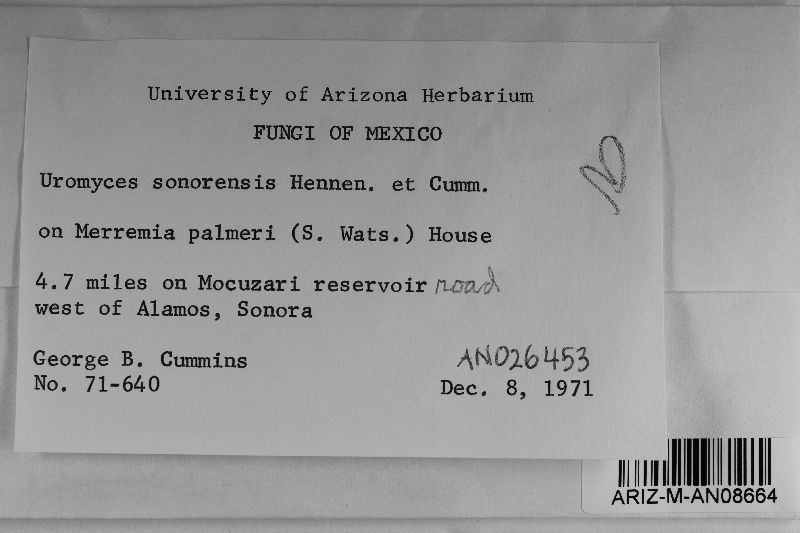 University of Arizona Herbarium
FUNGI OF MEXICO
Uromyces sonorensis Hennen. et Cumm.
on Merremia palmeri (S. Wats.) House
4.7 miles on Mocuzari reservoir road
west of Alamos, Sonora
George B. Cummins
No. 71-640
AN026453
Dec. 8, 1971
ARIZ-M-AN08664